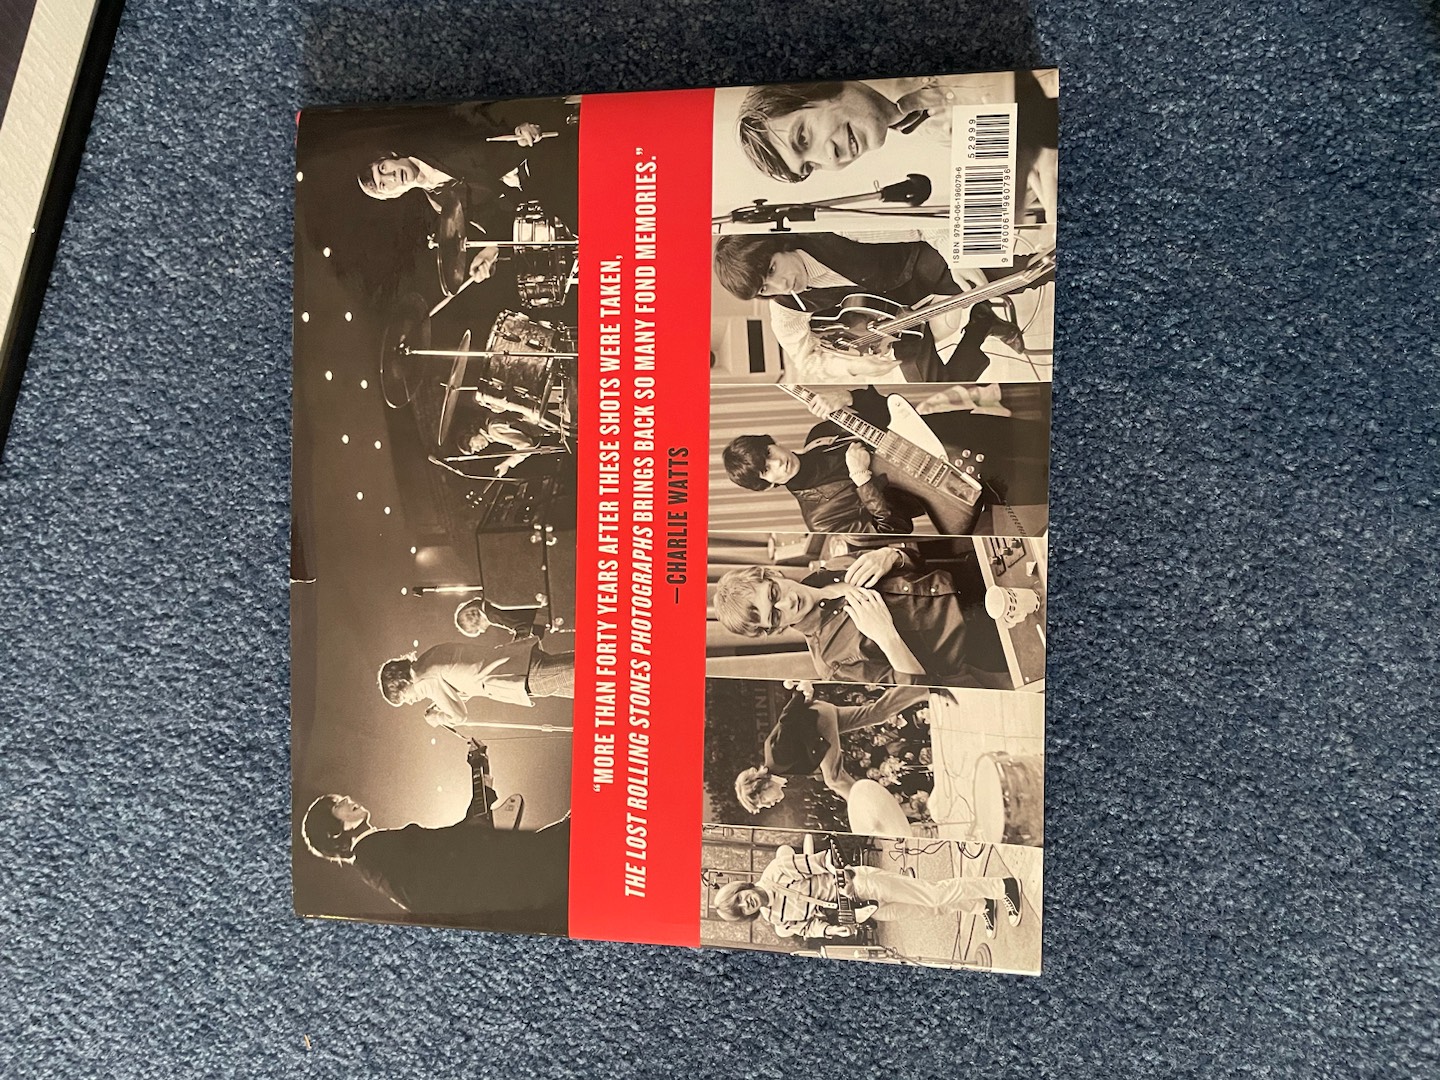 “MORE THAN FORTY YEARS AFTER THESE SHOTS WERE TAKEN,
THE LOST ROLLING STONES PHOTOGRAPHS BRINGS BACK SO MANY FOND MEMORIES.”
—CHARLIE WATTS
ISBN 978-0-06-196079-6
52999
9 780061 960796
TINI